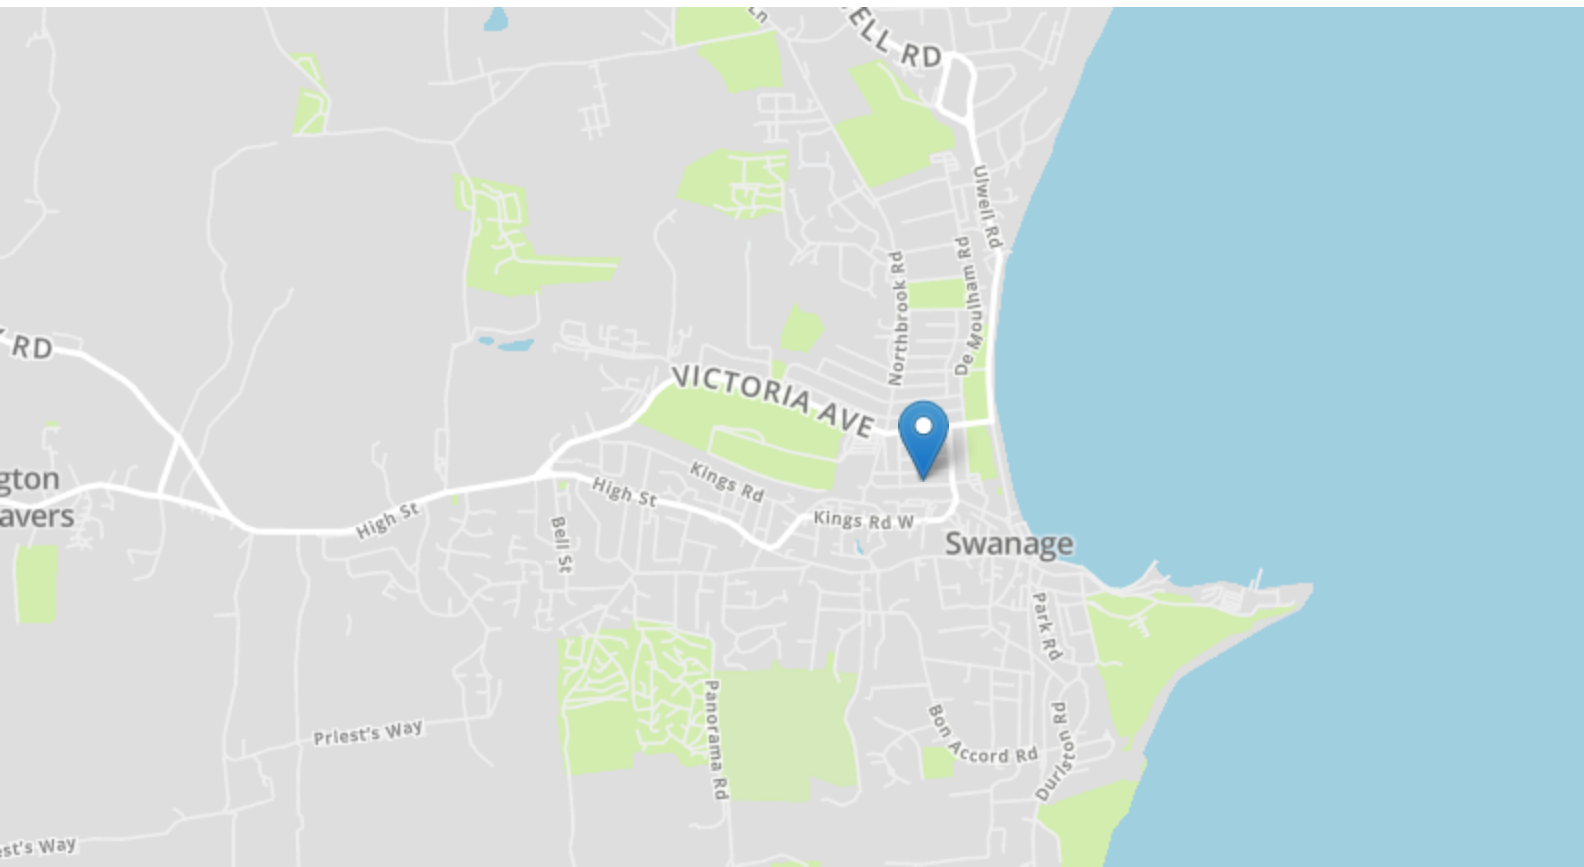 Ln
ELL RD
Ulwell Rd
De Moulham Rd
Northbrook Rd
RD
VICTORIA AVE
gton
avers
Kings Rd
High St
High St
Kings Rd W
Bell St
Swanage
Park Rd
Panorama Rd
Priest's Way
Bon Accord Rd
Durlston Rd
est's Way